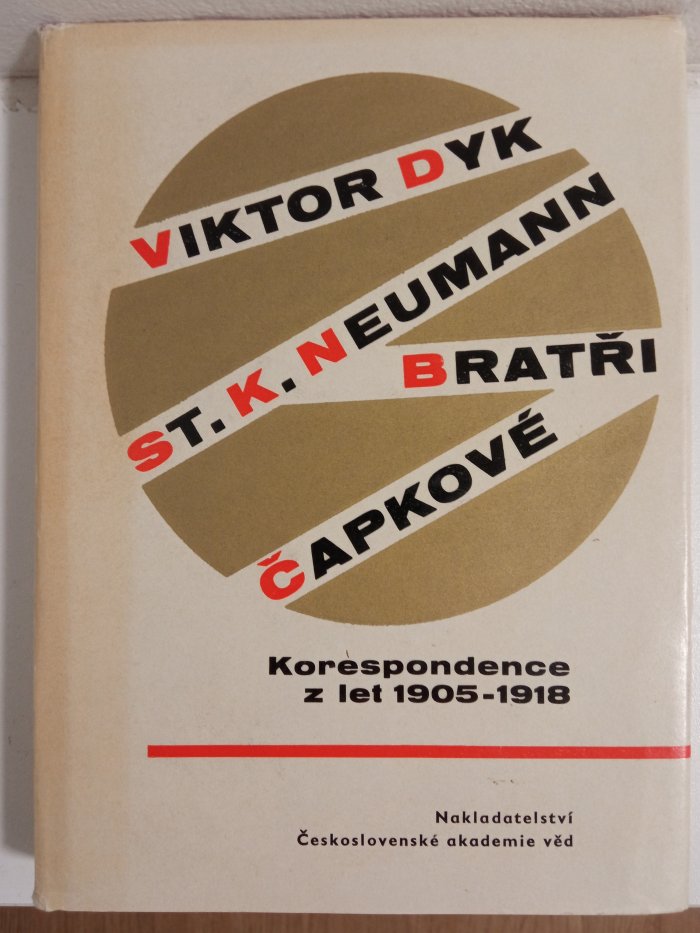 VIKTOR DYK
ST. K. NEUMANN
BRATŘI
ČAPKOVÉ
Korespondence
z let 1905-1918
Nakladatelství
Československé akademie věd